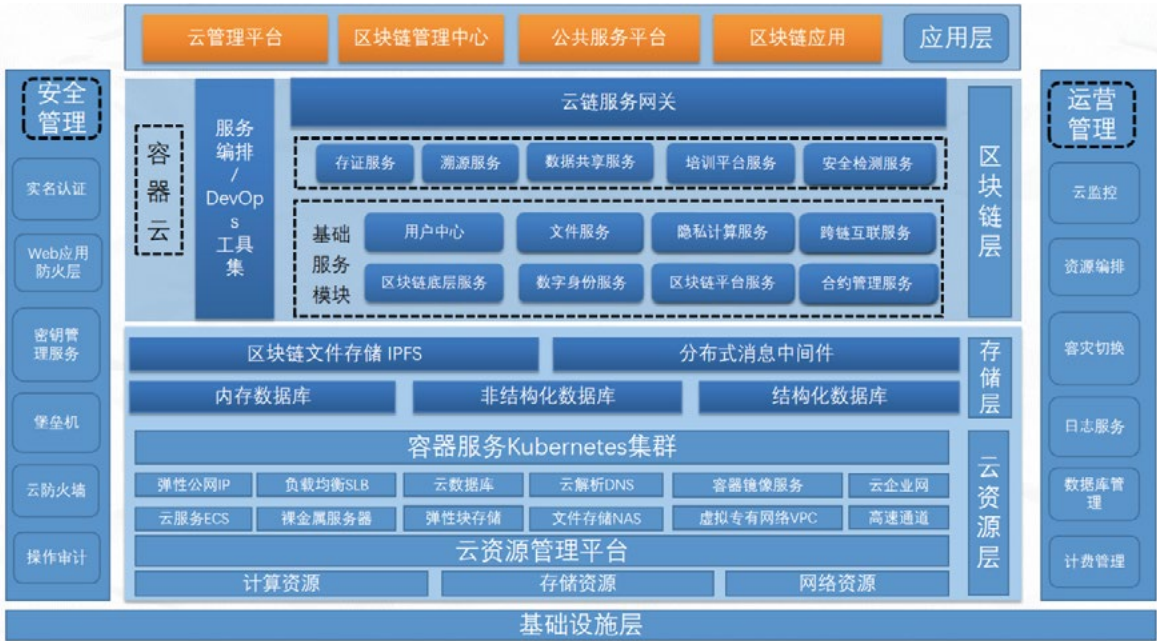 云管理平台
区块链管理中心
公共服务平台
区块链应用
应用层
安全
管理
实名认证
Web应用
防火层
密钥管
理服务
堡垒机
云防火墙
操作审计
容
器
云
服务
编排
/
DevOp
s
工具
集
云链服务网关
存证服务
溯源服务
数据共享服务
培训平台服务
安全检测服务
基础
服务
模块
用户中心
文件服务
隐私计算服务
跨链互联服务
区块链底层服务
数字身份服务
区块链平台服务
合约管理服务
区
块
链
层
区块链文件存储 IPFS
分布式消息中间件
内存数据库
非结构化数据库
结构化数据库
存
储
层
容器服务Kubernetes集群
弹性公网IP
负载均衡SLB
云数据库
云解析DNS
容器镜像服务
云企业网
云服务ECS
裸金属服务器
弹性块存储
文件存储NAS
虚拟专有网络VPC
高速通道
云资源管理平台
计算资源
存储资源
网络资源
云
资
源
层
运营
管理
云监控
资源编排
容灾切换
日志服务
数据库管
理
计费管理
基础设施层